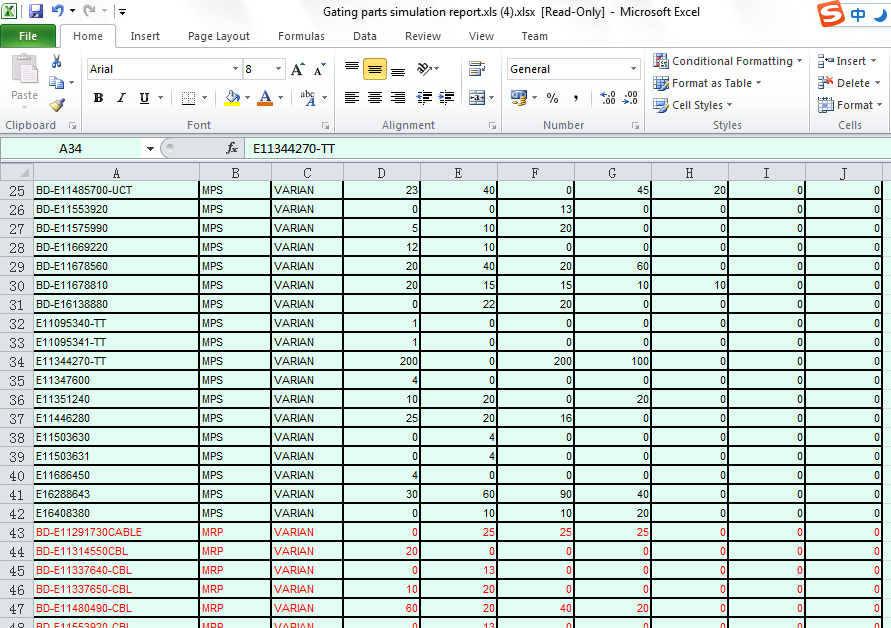 Gating parts simulation report.xls (4).xlsx [Read-Only] - Microsoft Excel
File Home Insert Page Layout Formulas Data Review View Team
S 中
Paste
Arial 8
B I U
abc A
General
% ,
Conditional Formatting
Format as Table
Cell Styles
Insert
Delete
Format
Clipboard Font Alignment Number Styles Cells
A34 fx E11344270-TT
A B C D E F G H I J
25 BD-E11485700-UCT MPS VARIAN 23 40 0 45 20 0 0
26 BD-E11553920 MPS VARIAN 0 0 13 0 0 0 0
27 BD-E11575990 MPS VARIAN 5 10 20 0 0 0 0
28 BD-E11669220 MPS VARIAN 12 10 0 0 0 0 0
29 BD-E11678560 MPS VARIAN 20 40 20 60 0 0 0
30 BD-E11678810 MPS VARIAN 20 15 15 10 10 0 0
31 BD-E16138880 MPS VARIAN 0 22 20 0 0 0 0
32 E11095340-TT MPS VARIAN 1 0 0 0 0 0 0
33 E11095341-TT MPS VARIAN 1 0 0 0 0 0 0
34 E11344270-TT MPS VARIAN 200 0 200 100 0 0 0
35 E11347600 MPS VARIAN 4 0 0 0 0 0 0
36 E11351240 MPS VARIAN 10 20 0 20 0 0 0
37 E11446280 MPS VARIAN 25 20 16 0 0 0 0
38 E11503630 MPS VARIAN 0 4 0 0 0 0 0
39 E11503631 MPS VARIAN 0 4 0 0 0 0 0
40 E11686450 MPS VARIAN 4 0 0 0 0 0 0
41 E16288643 MPS VARIAN 30 60 90 40 0 0 0
42 E16408380 MPS VARIAN 0 10 10 20 0 0 0
43 BD-E11291730CABLE MRP VARIAN 0 25 25 25 0 0 0
44 BD-E11314550CBL MRP VARIAN 20 0 0 0 0 0 0
45 BD-E11337640-CBL MRP VARIAN 0 13 0 0 0 0 0
46 BD-E11337650-CBL MRP VARIAN 10 20 0 0 0 0 0
47 BD-E11480490-CBL MRP VARIAN 60 20 40 20 0 0 0
48 BD-E11553920-CBL MRP VARIAN 0 13 0 0 0 0 0